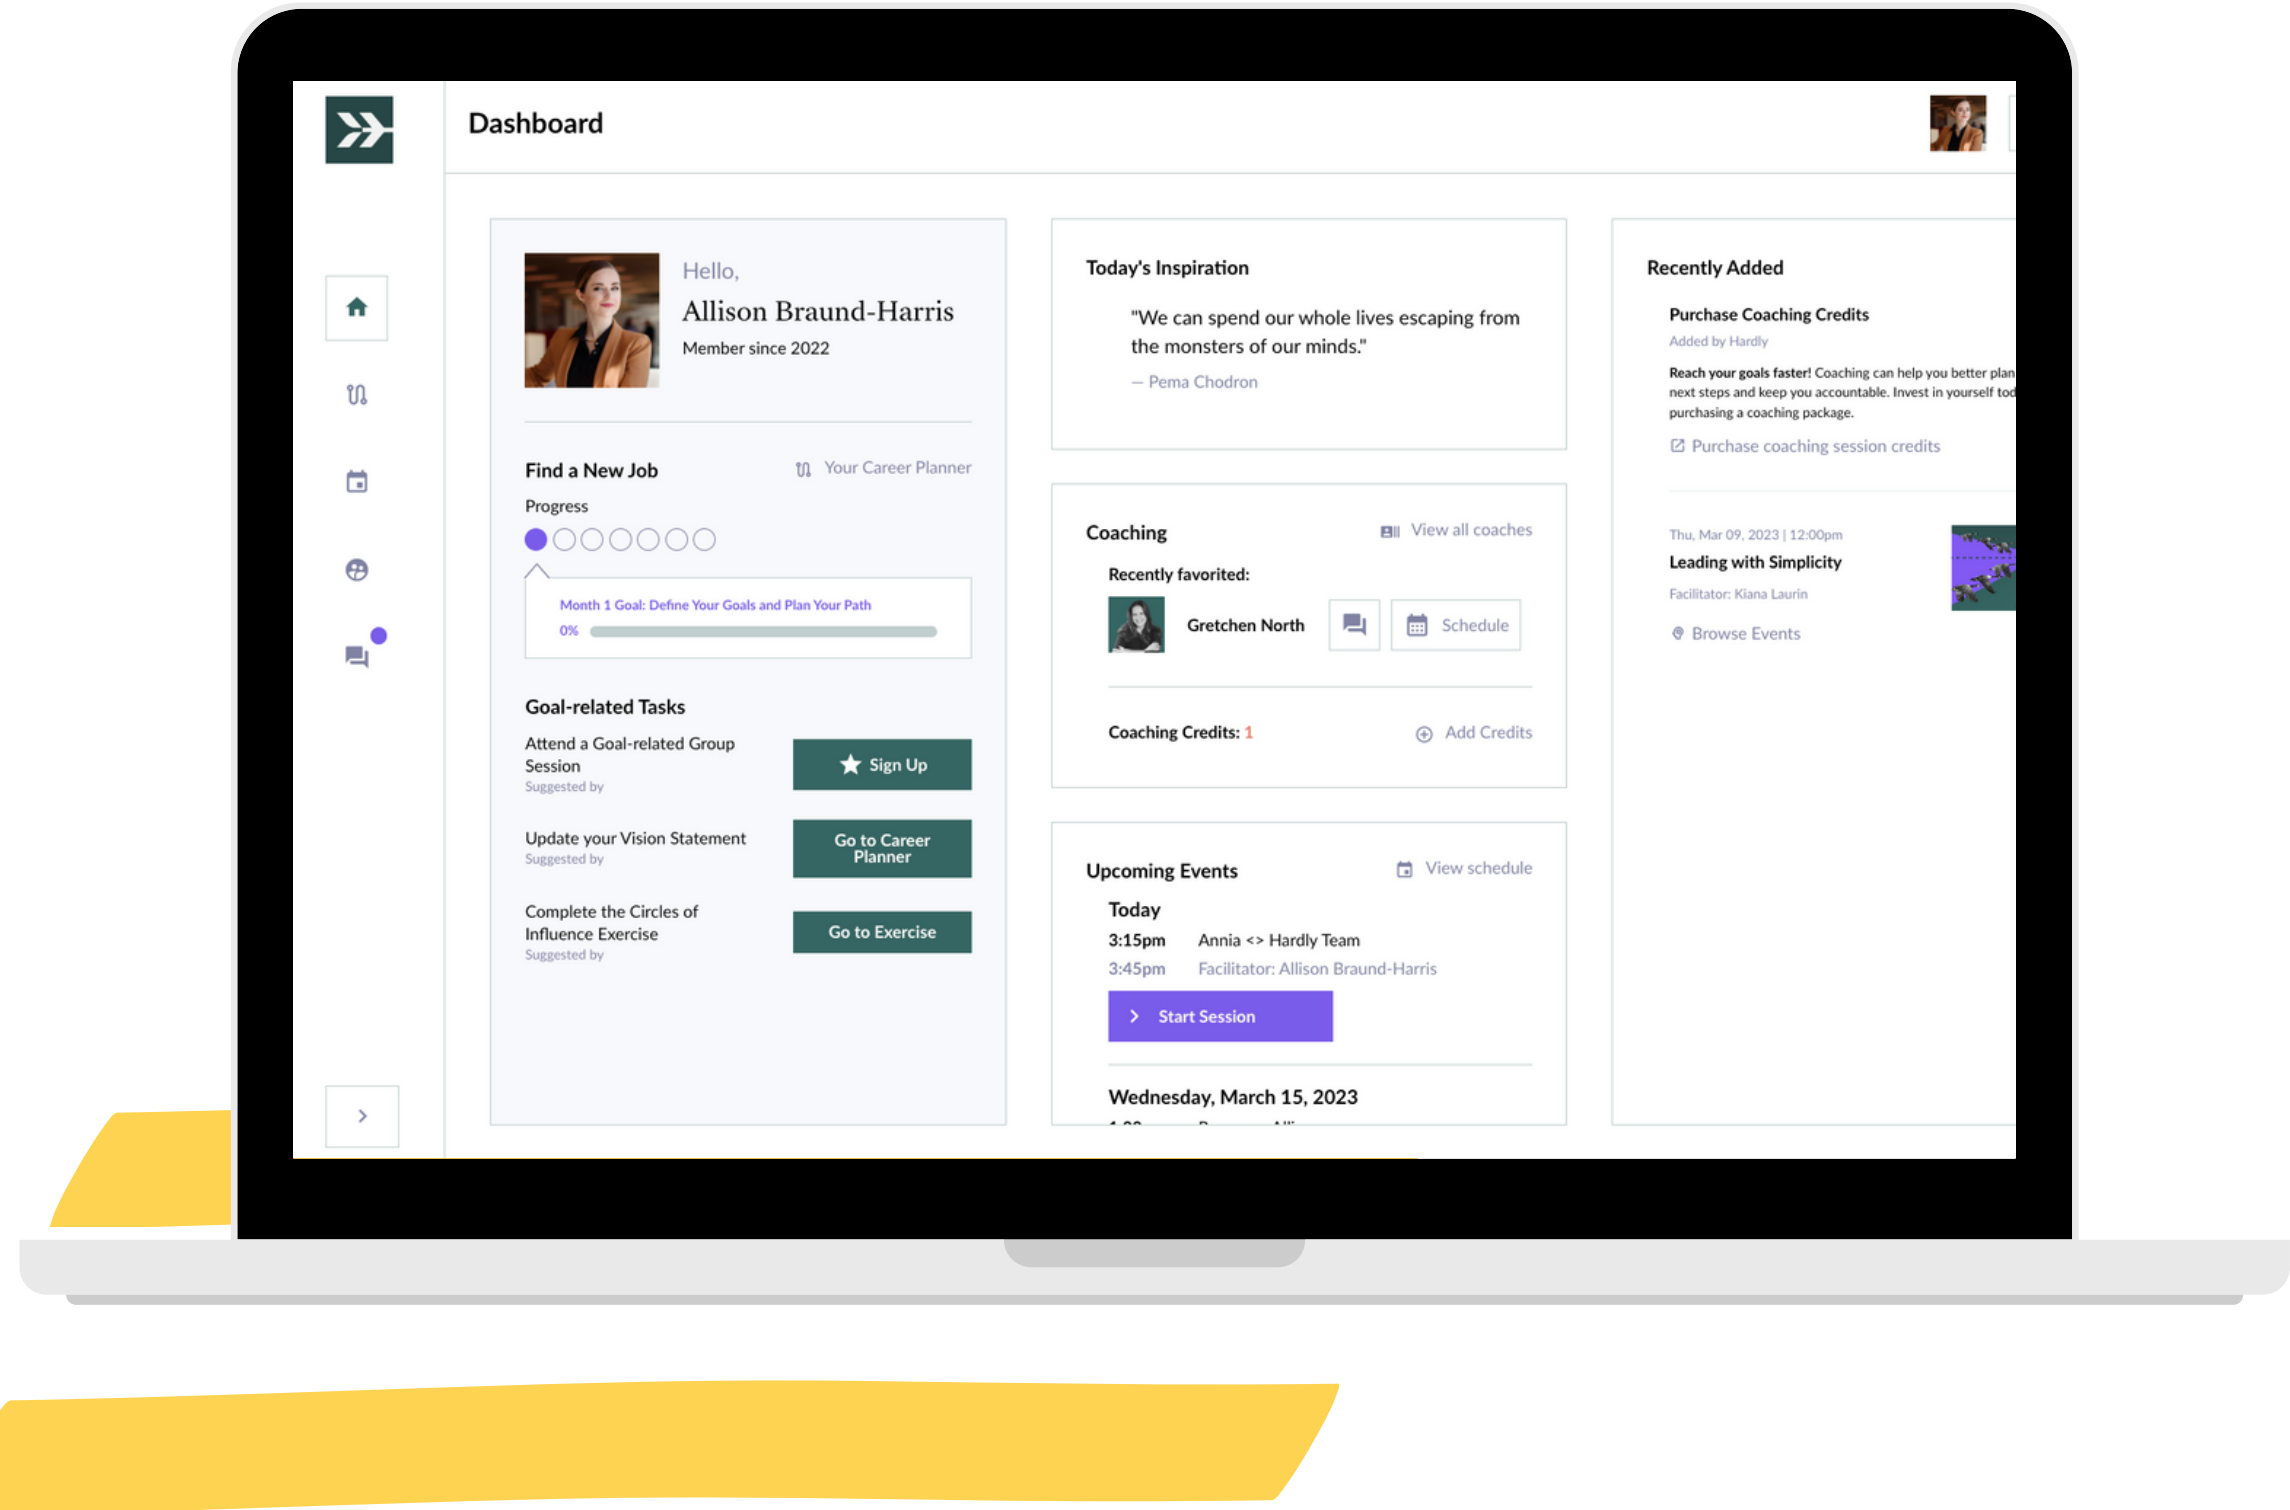 Dashboard
Hello,
Allison Braund-Harris
Member since 2022
Find a New Job
Your Career Planner
Progress
Month 1 Goal: Define Your Goals and Plan Your Path
0%
Goal-related Tasks
Attend a Goal-related Group
Session
Suggested by
Sign Up
Update your Vision Statement
Suggested by
Go to Career
Planner
Complete the Circles of
Influence Exercise
Suggested by
Go to Exercise
Today's Inspiration
"We can spend our whole lives escaping from
the monsters of our minds."
— Pema Chodron
Coaching
View all coaches
Recently favorited:
Gretchen North
Schedule
Coaching Credits: 1
Add Credits
Upcoming Events
View schedule
Today
3:15pm Annia <> Hardly Team
3:45pm Facilitator: Allison Braund-Harris
Start Session
Wednesday, March 15, 2023
Recently Added
Purchase Coaching Credits
Added by Hardly
Reach your goals faster! Coaching can help you better plan
next steps and keep you accountable. Invest in yourself tod
purchasing a coaching package.
Purchase coaching session credits
Thu, Mar 09, 2023 | 12:00pm
Leading with Simplicity
Facilitator: Kiana Laurin
Browse Events